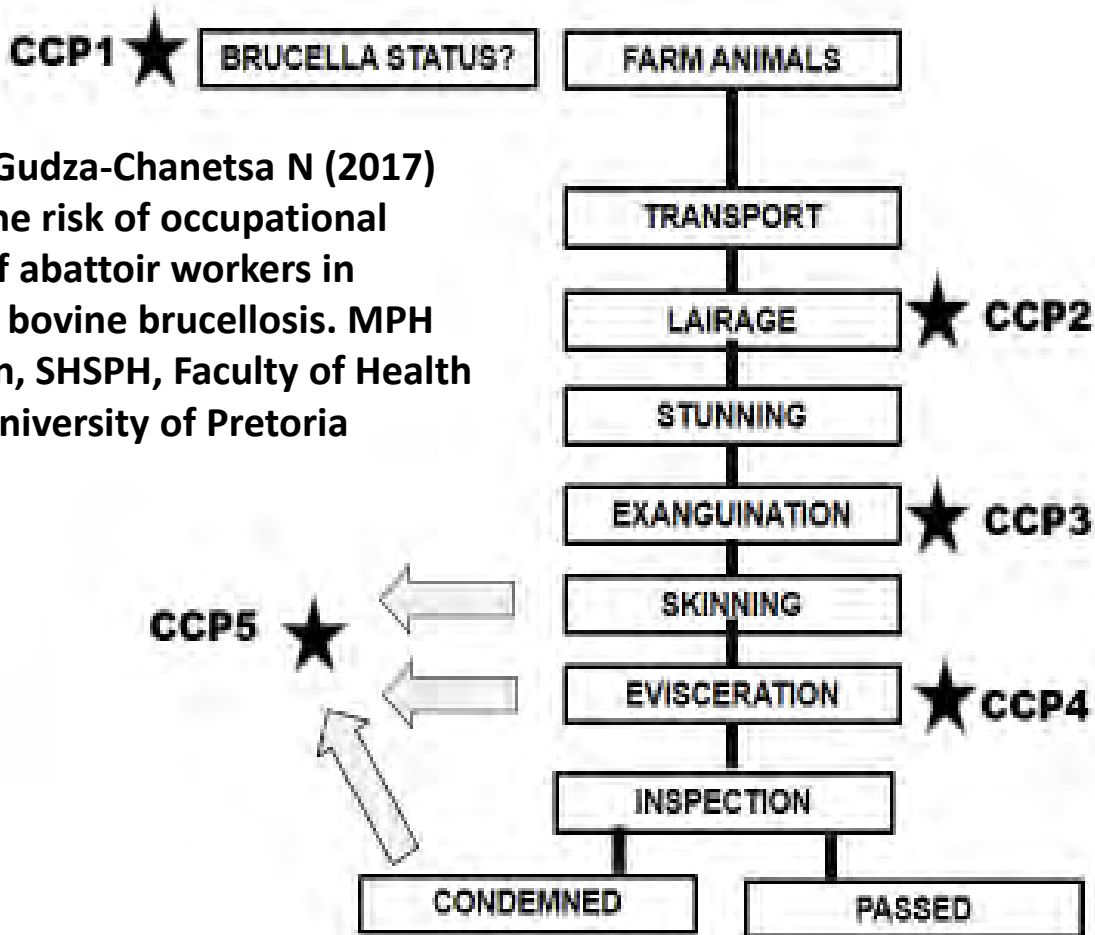 CCP1
BRUCELLA STATUS?
FARM ANIMALS
Gudza-Chanetsa N (2017)
he risk of occupational
f abattoir workers in
bovine brucellosis. MPH
n, SHSPH, Faculty of Health
niversity of Pretoria
TRANSPORT
LAIRAGE
CCP2
STUNNING
EXANGUINATION
CCP3
SKINNING
CCP5
EVISCERATION
CCP4
INSPECTION
CONDEMNED
PASSED